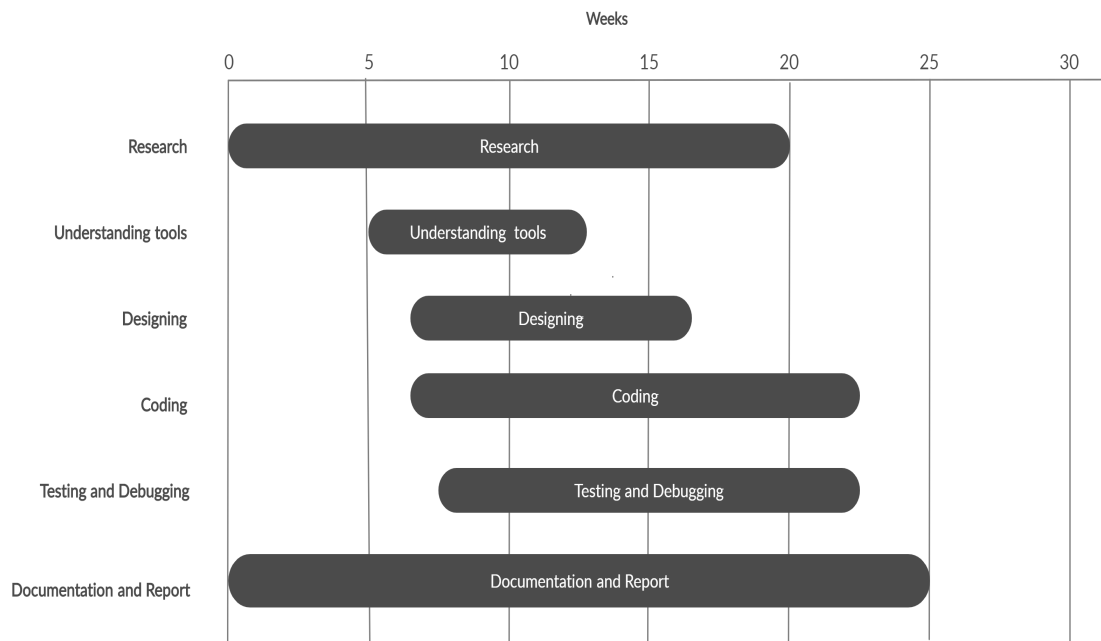 Weeks
0 5 10 15 20 25 30
Research Research
Understanding tools Understanding tools
Designing Designing
Coding Coding
Testing and Debugging Testing and Debugging
Documentation and Report Documentation and Report